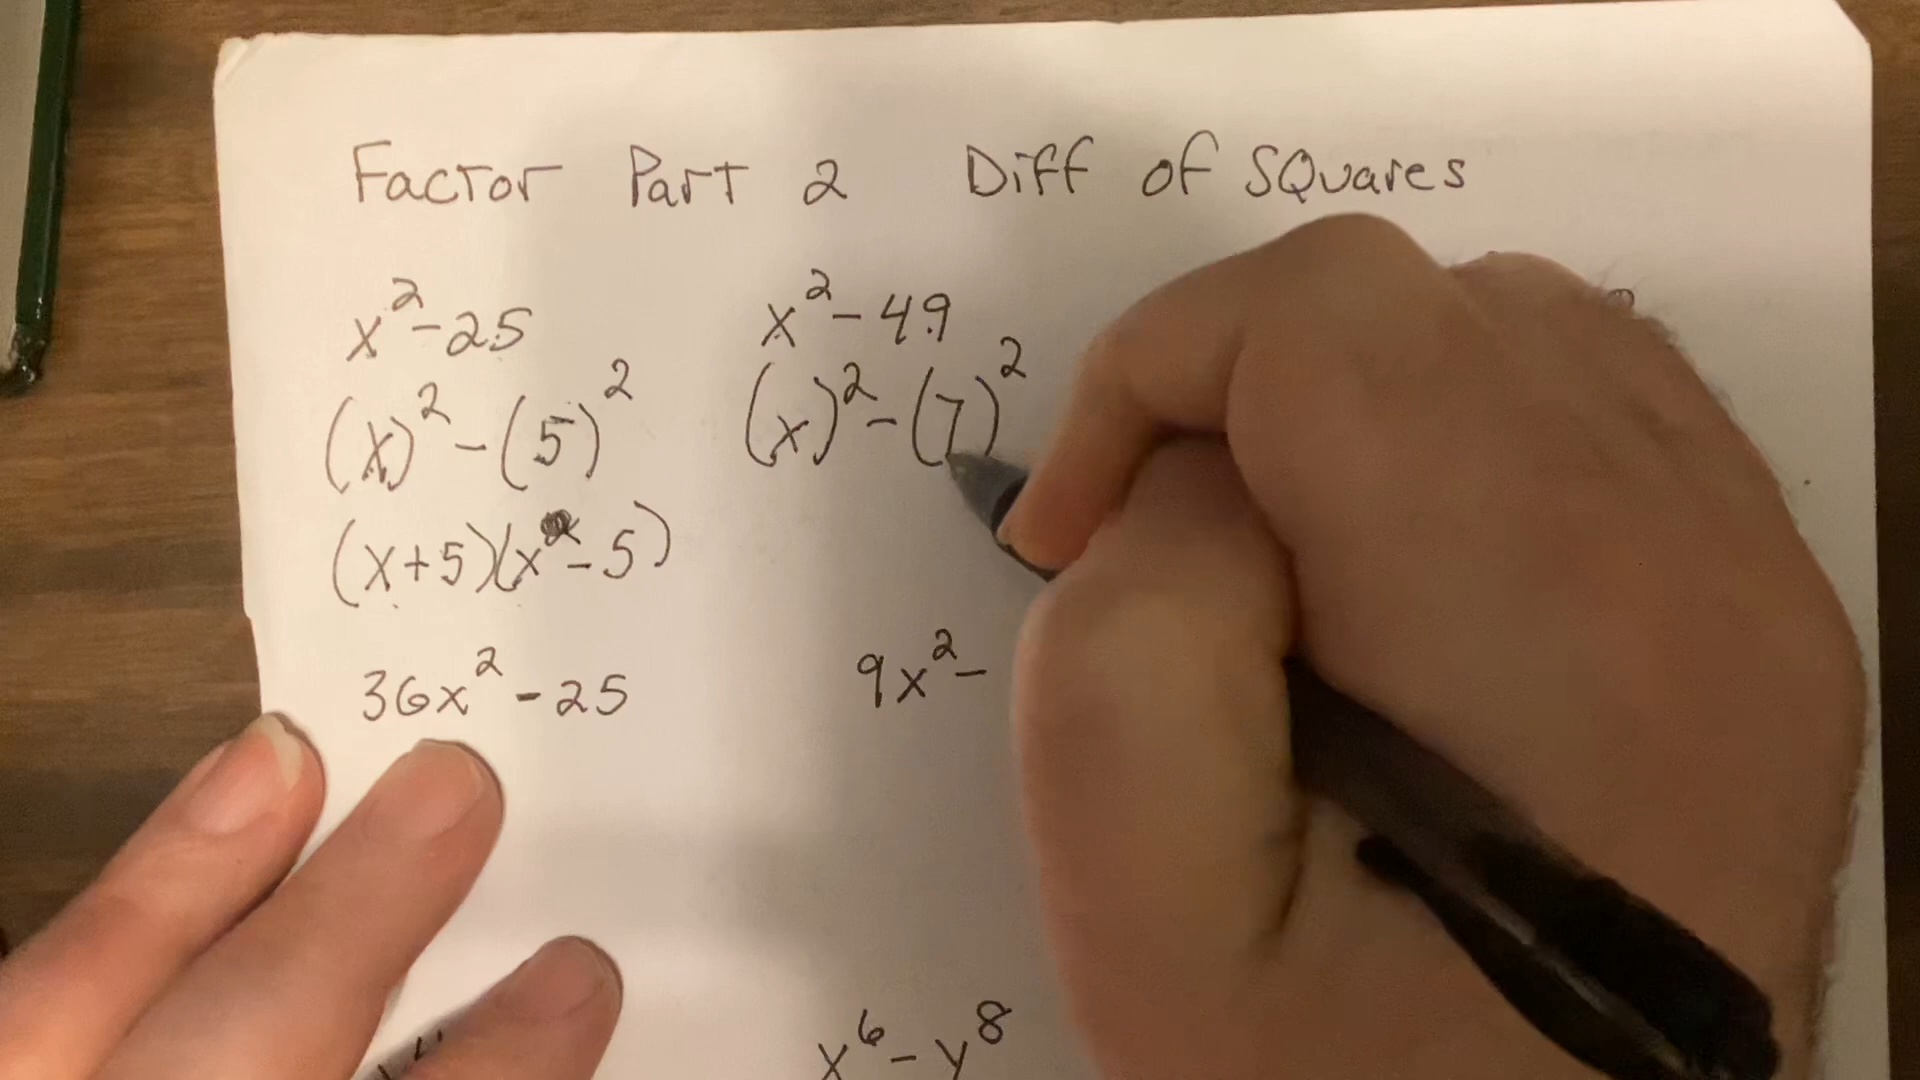 Factor Part 2 Diff of Squares
x² - 25
(x)² - (5)²
(x+5)(x - 5)
x² - 49
(x)² - (7)²
36x² - 25
9x² -
x⁶ - y⁸